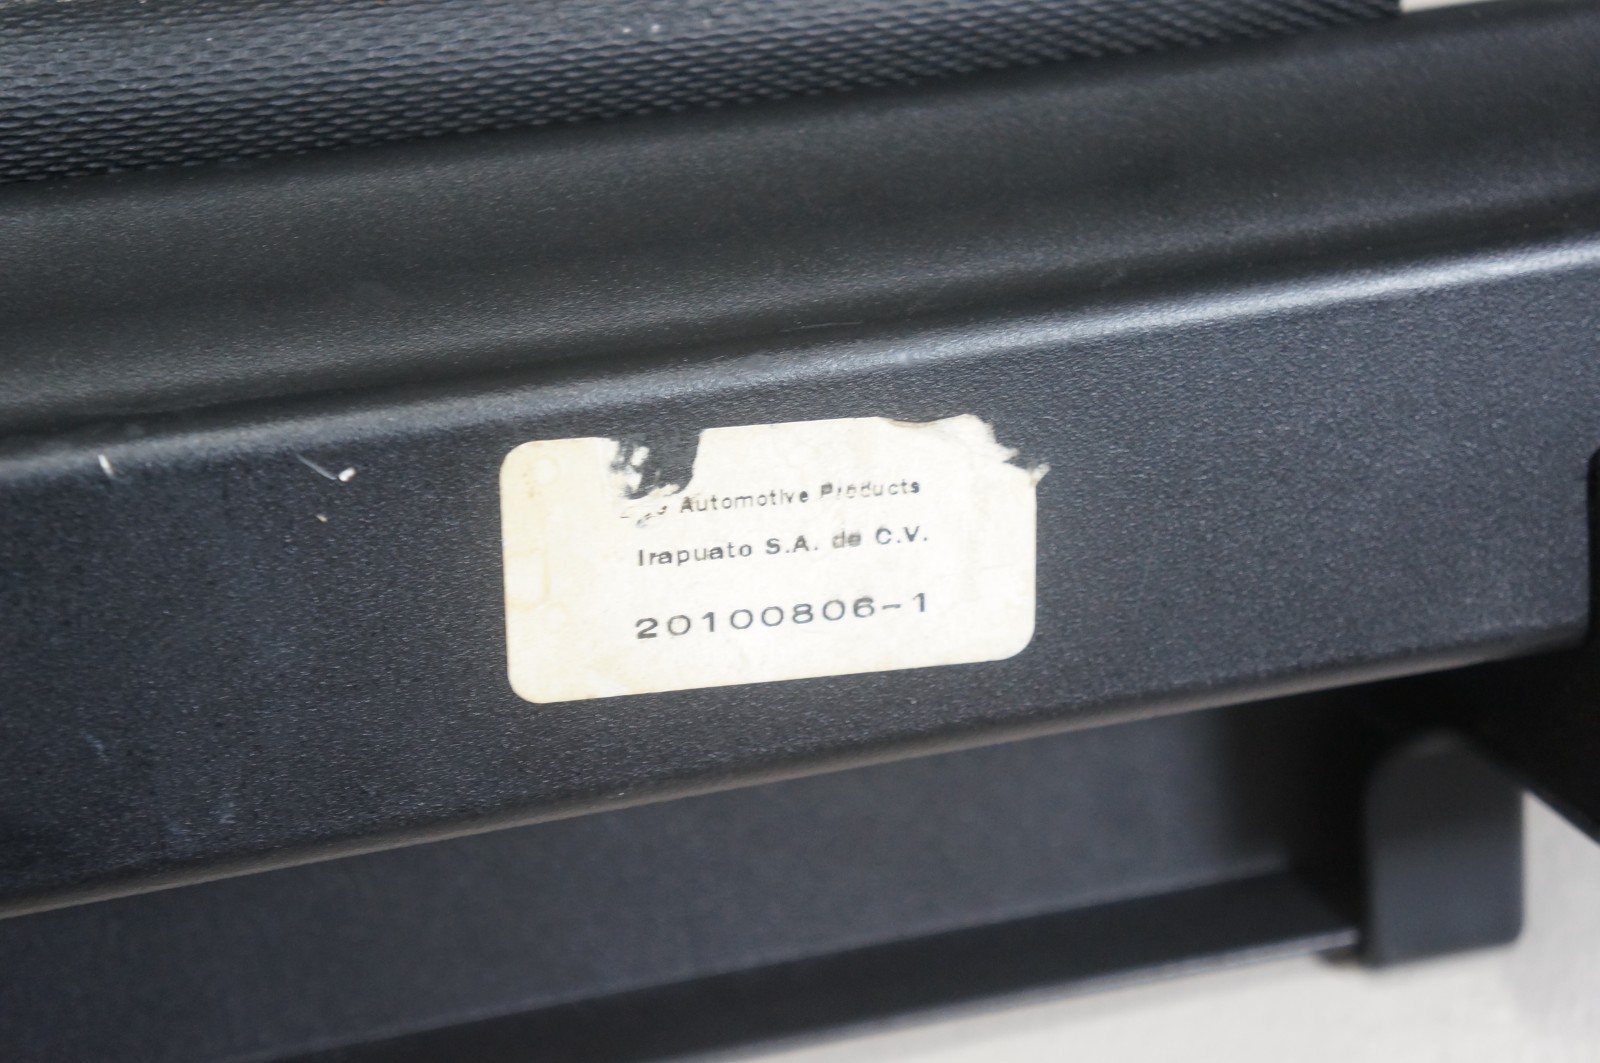 Automotive Products
Irapuato S.A. de C.V.
20100806-1